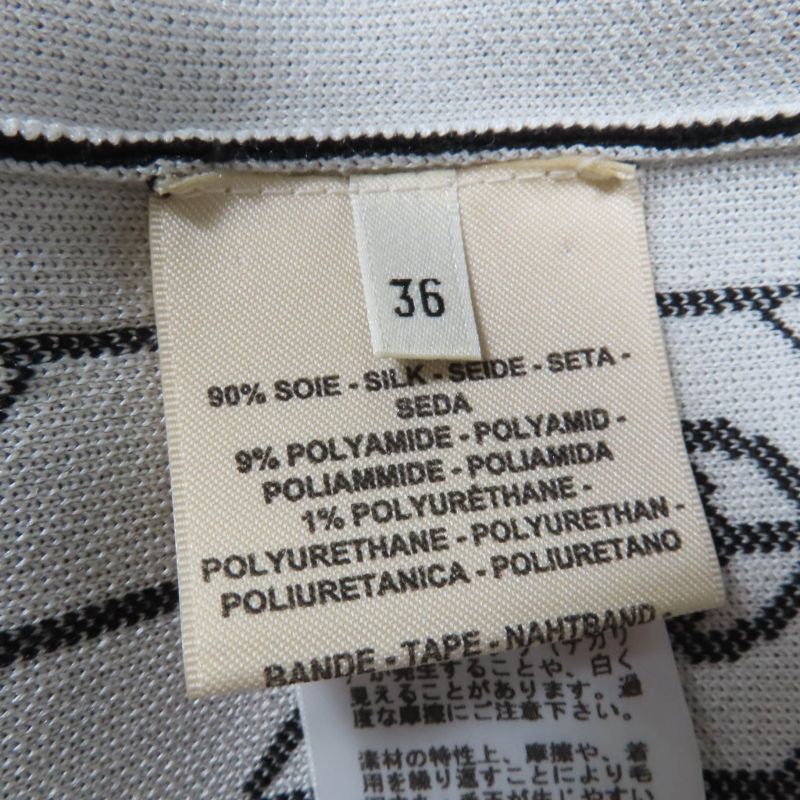 36
90% SOIE - SILK - SEIDE - SETA -
SEDA
9% POLYAMIDE - POLYAMID -
POLIAMMIDE - POLIAMIDA
1% POLYURÉTHANE -
POLYURETHANE - POLYURETHAN -
POLIURETANICA - POLIURETANO
BANDE - TAPE - NAHTBAND -
が発生することや、白く
見えることがあります。過
度な摩擦にご注意下さい。
素材の特性上、摩擦や、着
用を繰り返すことにより毛